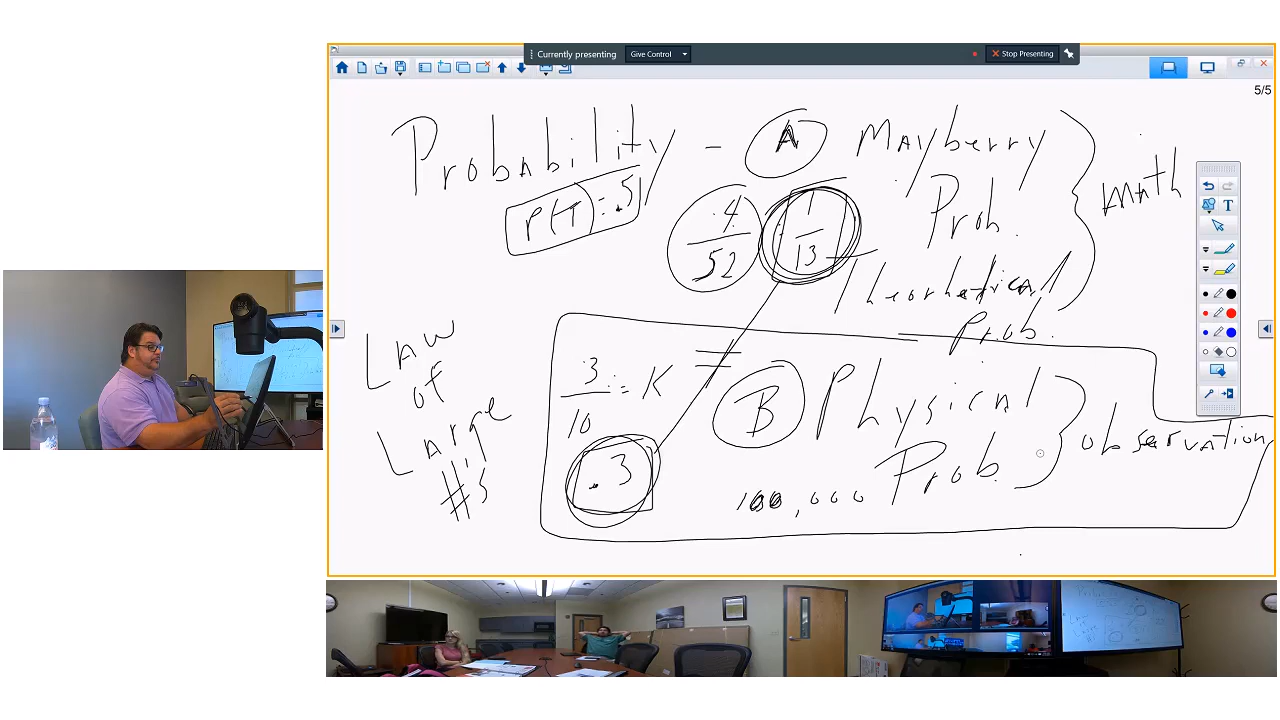 Currently presenting Give Control Stop Presenting
5/5
Probability - A Mayberry
Prob.
Theorhetical
Prob.
Math
P(T)=.5
4/52
1/13
Law
of
Large
#s
3/10 = K
.3
B Physical
Prob.
observation
100,000
T